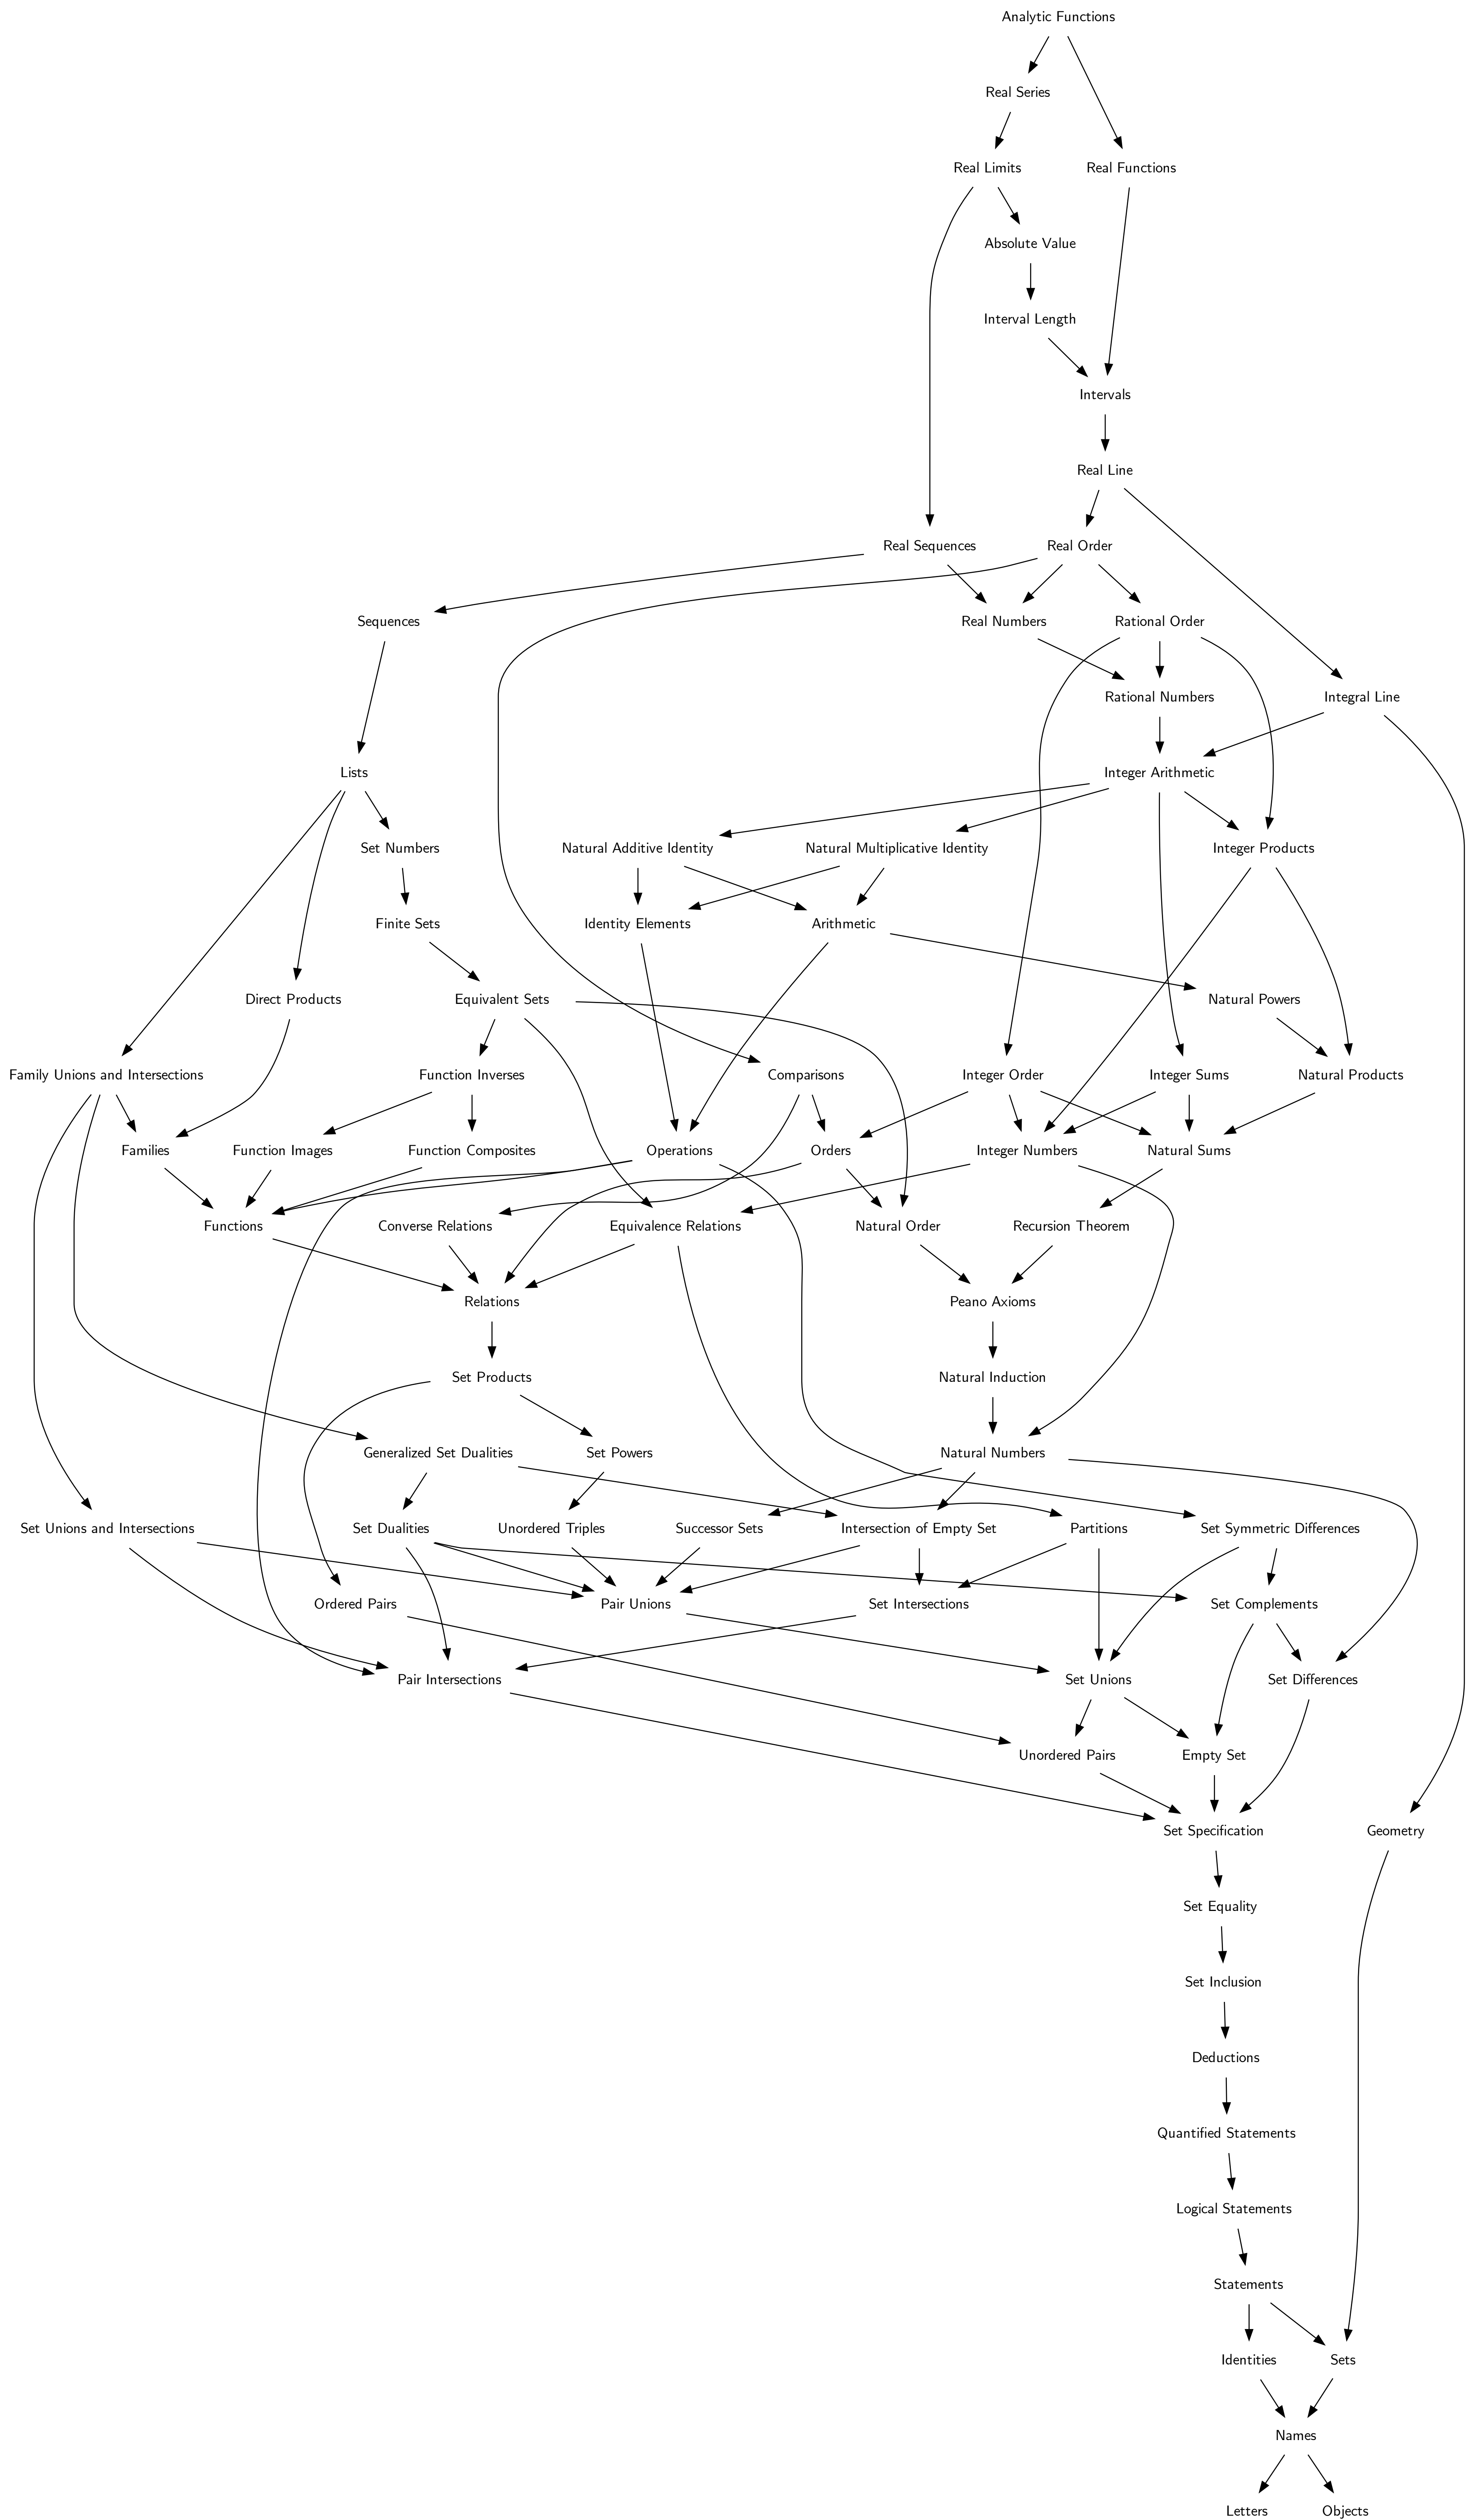 Analytic Functions
Real Series
Real Limits
Real Functions
Absolute Value
Interval Length
Intervals
Real Line
Real Sequences
Real Order
Sequences
Real Numbers
Rational Order
Rational Numbers
Integral Line
Lists
Integer Arithmetic
Set Numbers
Natural Additive Identity
Natural Multiplicative Identity
Integer Products
Finite Sets
Identity Elements
Arithmetic
Direct Products
Equivalent Sets
Natural Powers
Family Unions and Intersections
Function Inverses
Comparisons
Integer Order
Integer Sums
Natural Products
Families
Function Images
Function Composites
Operations
Orders
Integer Numbers
Natural Sums
Functions
Converse Relations
Equivalence Relations
Natural Order
Recursion Theorem
Relations
Peano Axioms
Set Products
Natural Induction
Generalized Set Dualities
Set Powers
Natural Numbers
Set Unions and Intersections
Set Dualities
Unordered Triples
Successor Sets
Intersection of Empty Set
Partitions
Set Symmetric Differences
Ordered Pairs
Pair Unions
Set Intersections
Set Complements
Pair Intersections
Set Unions
Set Differences
Unordered Pairs
Empty Set
Set Specification
Geometry
Set Equality
Set Inclusion
Deductions
Quantified Statements
Logical Statements
Statements
Identities
Sets
Names
Letters
Objects